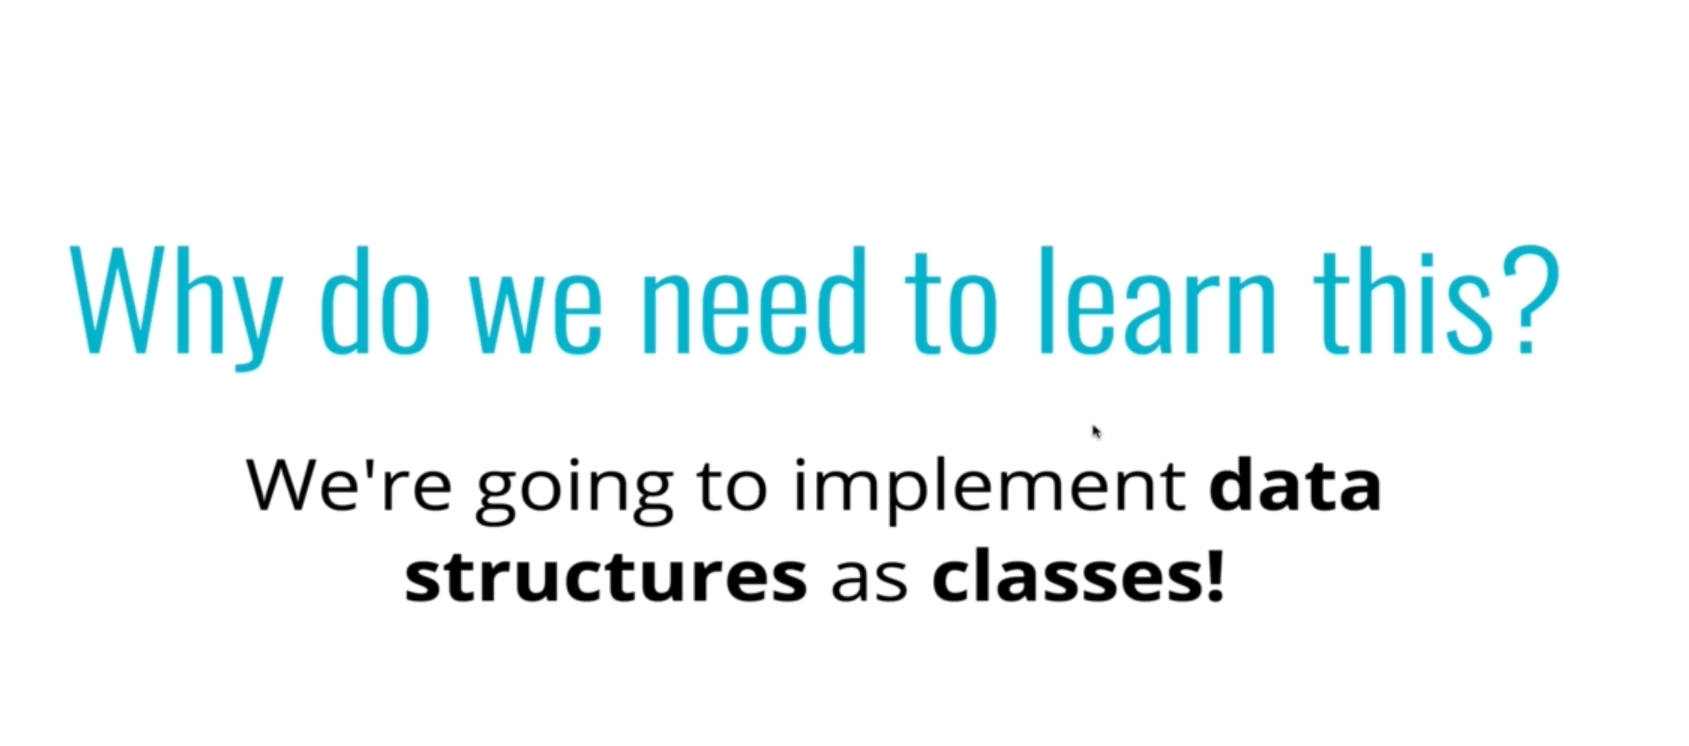 Why do we need to learn this?
We're going to implement data
structures as classes!